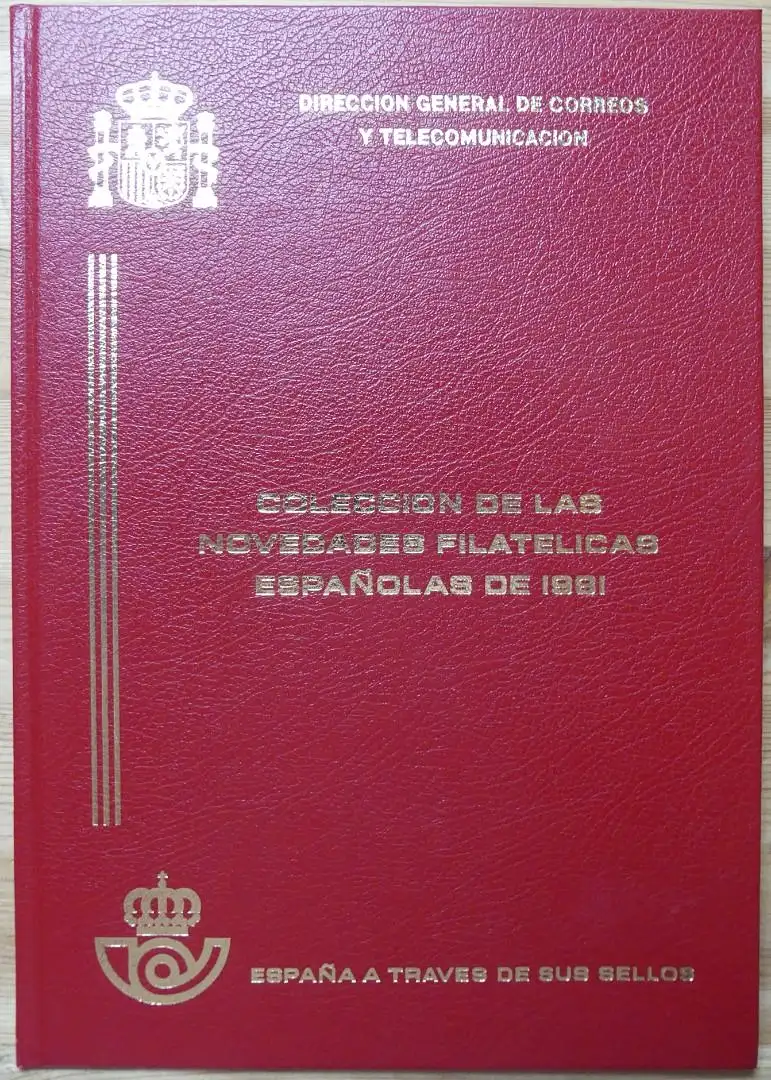 DIRECCION GENERAL DE CORREOS
Y TELECOMUNICACION
COLECCION DE LAS
NOVEDADES FILATELICAS
ESPAÑOLAS DE 1981
ESPAÑA A TRAVES DE SUS SELLOS